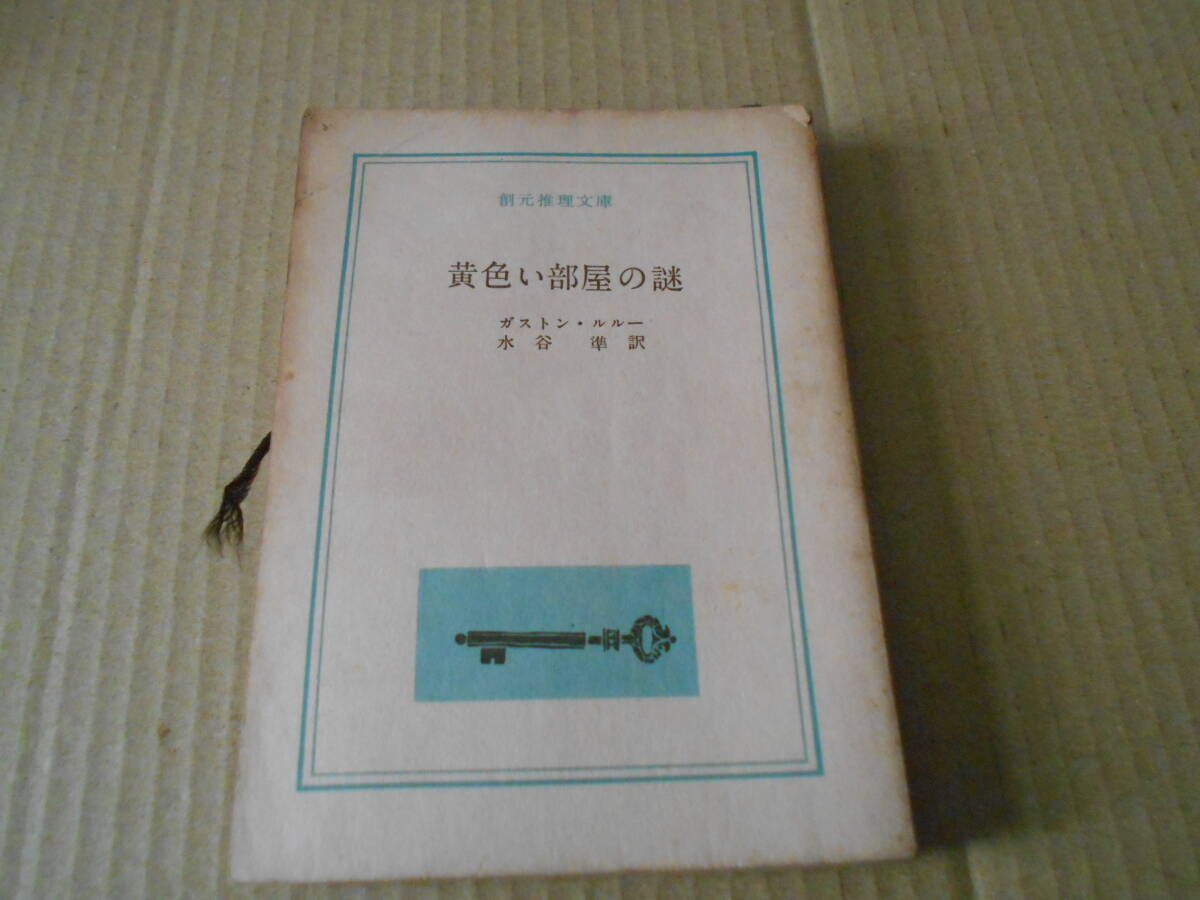 創元推理文庫
黄色い部屋の謎
ガストン・ルルー
水谷 準 訳